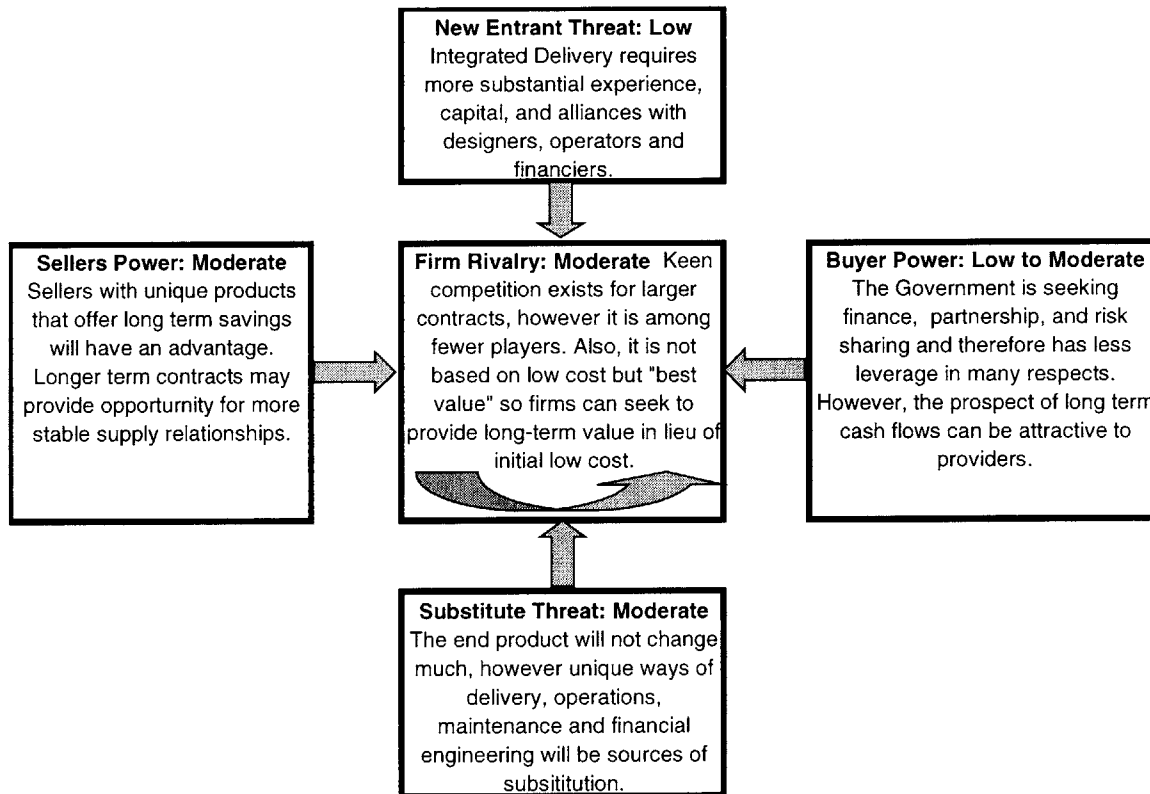 New Entrant Threat: Low
Integrated Delivery requires
more substantial experience,
capital, and alliances with
designers, operators and
financiers.
Sellers Power: Moderate
Sellers with unique products
that offer long term savings
will have an advantage.
Longer term contracts may
provide opporturnity for more
stable supply relationships.
Firm Rivalry: Moderate Keen
competition exists for larger
contracts, however it is among
fewer players. Also, it is not
based on low cost but "best
value" so firms can seek to
provide long-term value in lieu of
initial low cost.
Buyer Power: Low to Moderate
The Government is seeking
finance, partnership, and risk
sharing and therefore has less
leverage in many respects.
However, the prospect of long term
cash flows can be attractive to
providers.
Substitute Threat: Moderate
The end product will not change
much, however unique ways of
delivery, operations,
maintenance and financial
engineering will be sources of
subsititution.